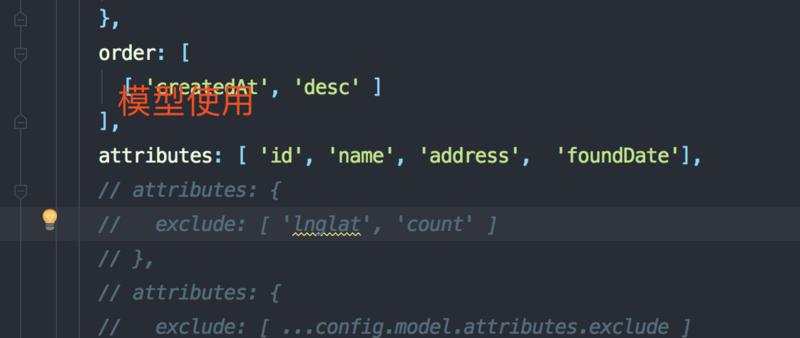 },
order: [
[ 'createdAt', 'desc' ]
模型使用
],
attributes: [ 'id', 'name', 'address',  'foundDate'],
// attributes: {
//   exclude: [ 'lnglat', 'count' ]
// },
// attributes: {
//   exclude: [ ...config.model.attributes.exclude ]